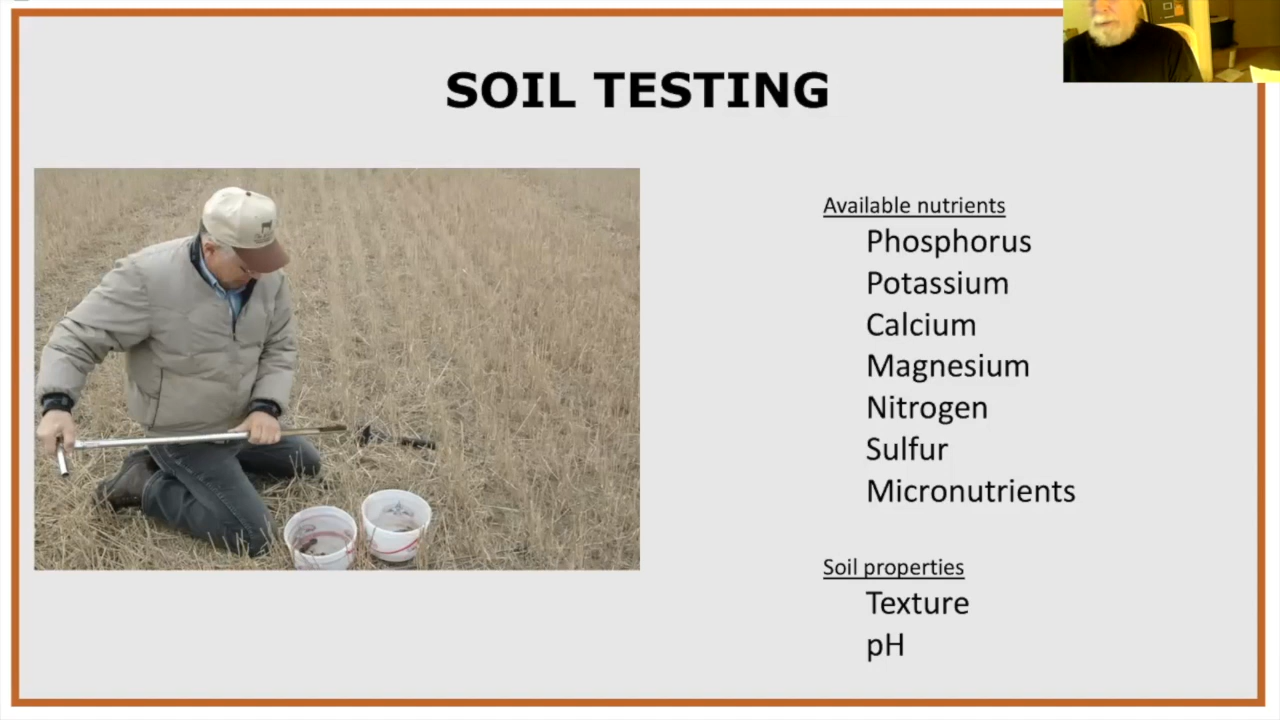 SOIL TESTING
Available nutrients
Phosphorus
Potassium
Calcium
Magnesium
Nitrogen
Sulfur
Micronutrients
Soil properties
Texture
pH